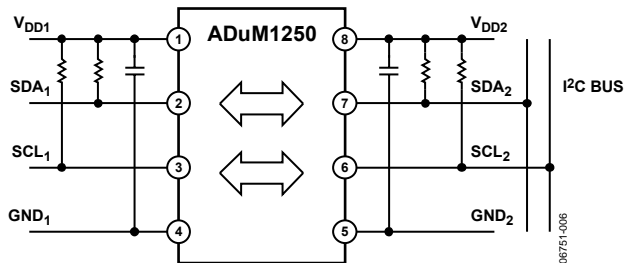 ADuM1250
V_DD1
1
8
V_DD2
SDA_1
2
7
SDA_2
I²C BUS
SCL_1
3
6
SCL_2
GND_1
4
5
GND_2
06751-006